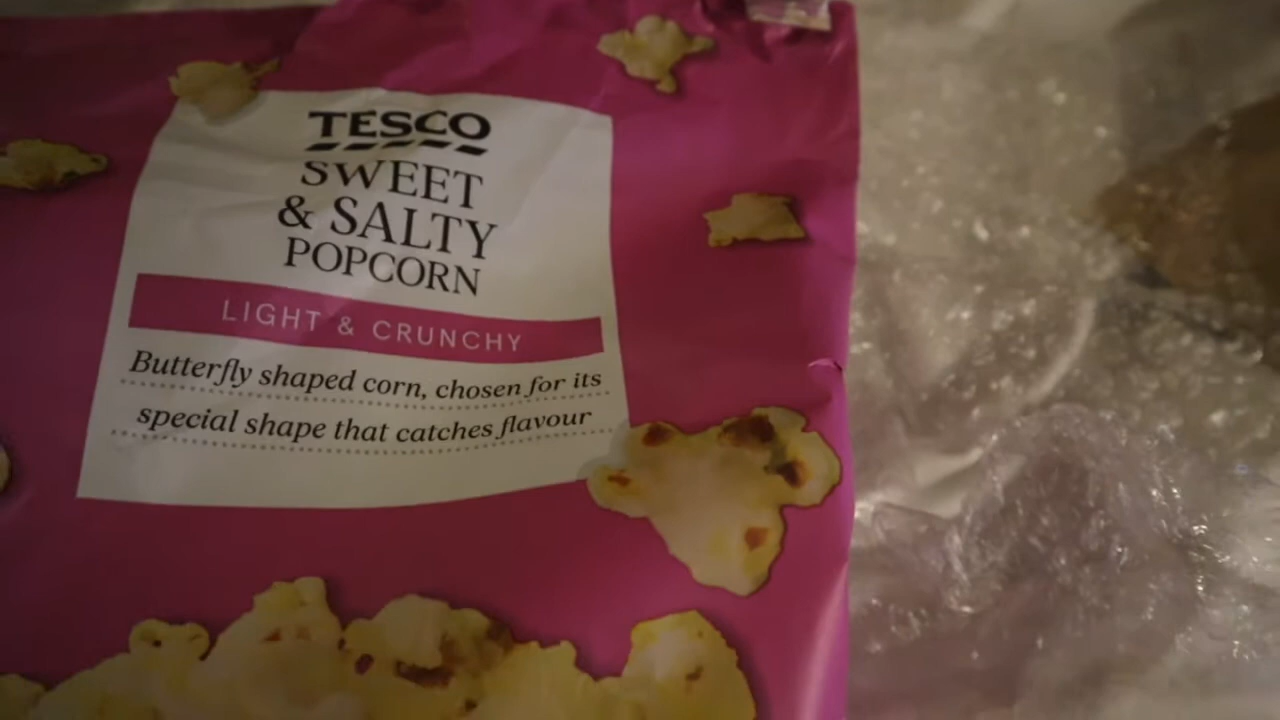 TESCO
SWEET
& SALTY
POPCORN
LIGHT & CRUNCHY
Butterfly shaped corn, chosen for its
special shape that catches flavour